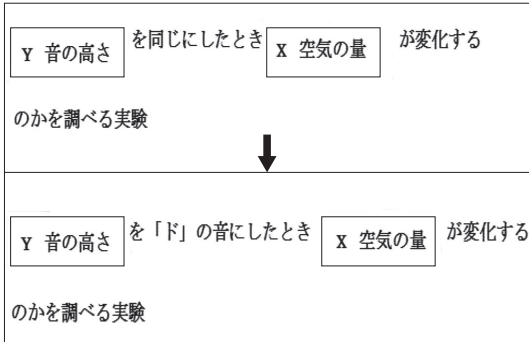 Y 音の高さ を同じにしたとき X 空気の量 が変化する
のかを調べる実験
Y 音の高さ を「ド」の音にしたとき X 空気の量 が変化する
のかを調べる実験